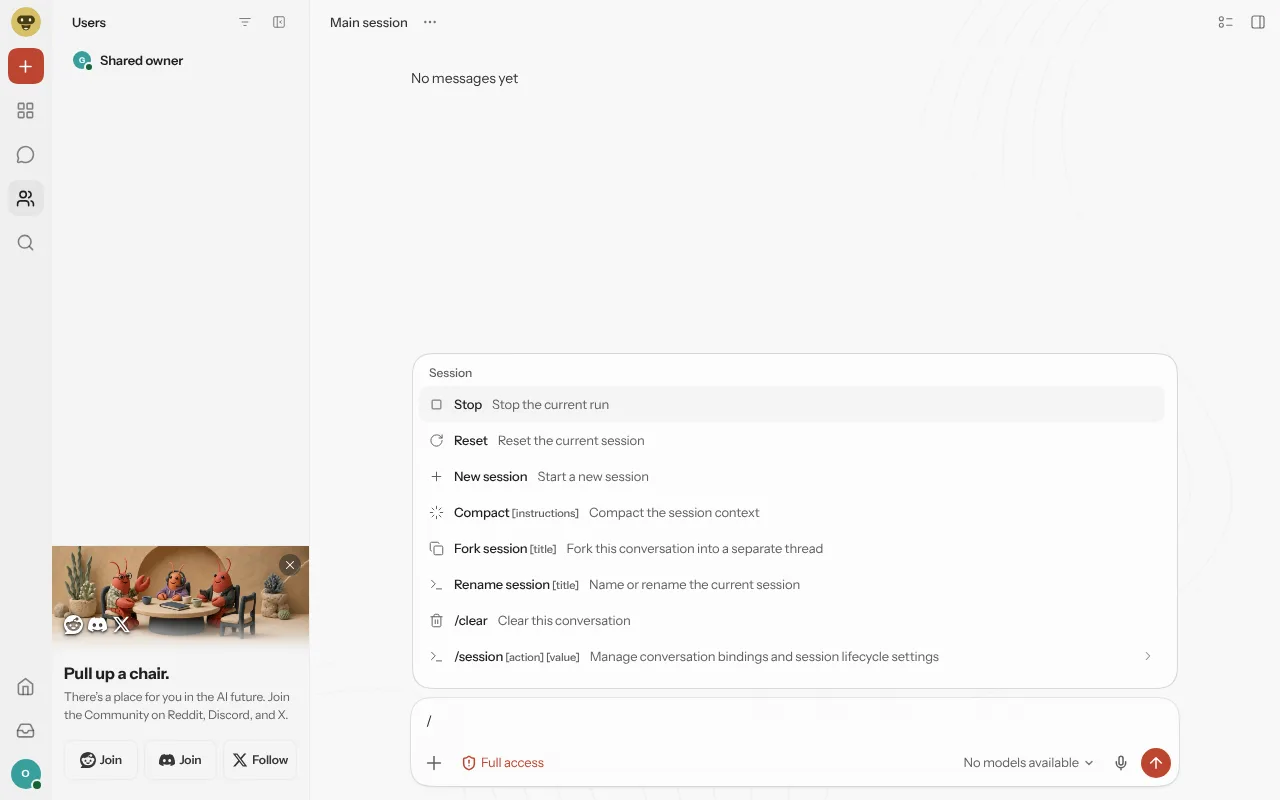 Users
Shared owner
Main session
No messages yet
Session
Stop Stop the current run
Reset Reset the current session
New session Start a new session
Compact [instructions] Compact the session context
Fork session [title] Fork this conversation into a separate thread
Rename session [title] Name or rename the current session
/clear Clear this conversation
/session [action] [value] Manage conversation bindings and session lifecycle settings
/
Full access
No models available
Pull up a chair.
There's a place for you in the AI future. Join
the Community on Reddit, Discord, and X.
Join
Join
Follow
O